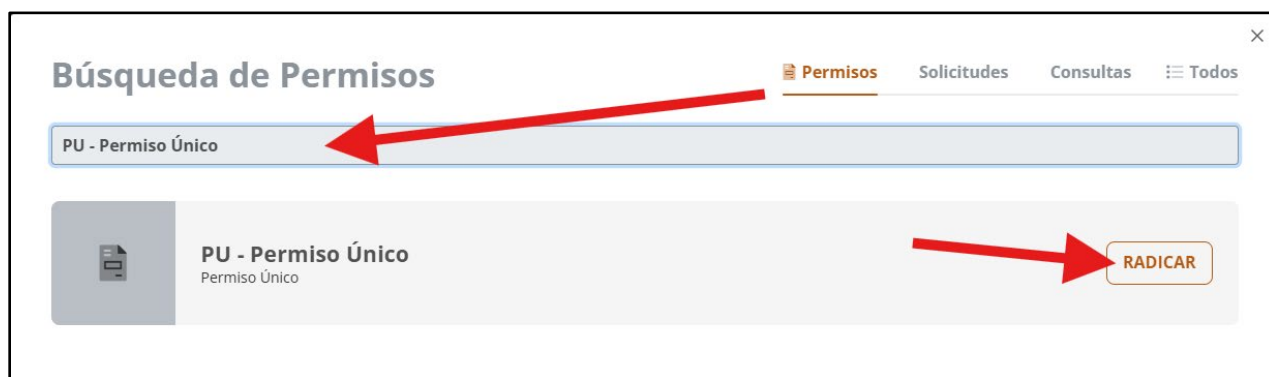 Búsqueda de Permisos
Permisos Solicitudes Consultas Todos
PU - Permiso Único
PU - Permiso Único
Permiso Único
RADICAR